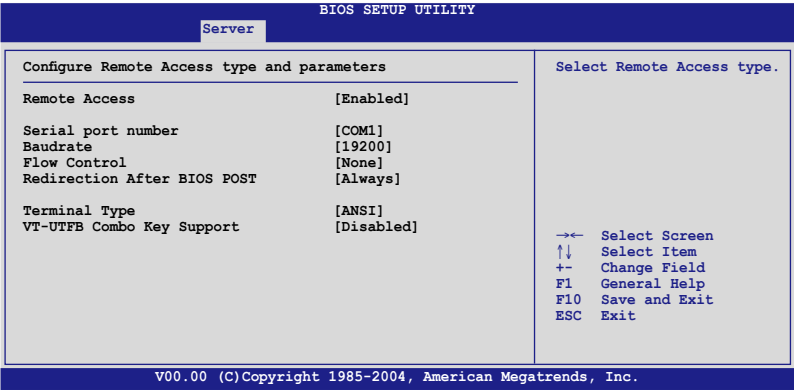 BIOS SETUP UTILITY
Server
Configure Remote Access type and parameters
Remote Access [Enabled]
Serial port number [COM1]
Baudrate [19200]
Flow Control [None]
Redirection After BIOS POST [Always]
Terminal Type [ANSI]
VT-UTFB Combo Key Support [Disabled]
Select Remote Access type.
→← Select Screen
↑↓ Select Item
+- Change Field
F1 General Help
F10 Save and Exit
ESC Exit
V00.00 (C)Copyright 1985-2004, American Megatrends, Inc.